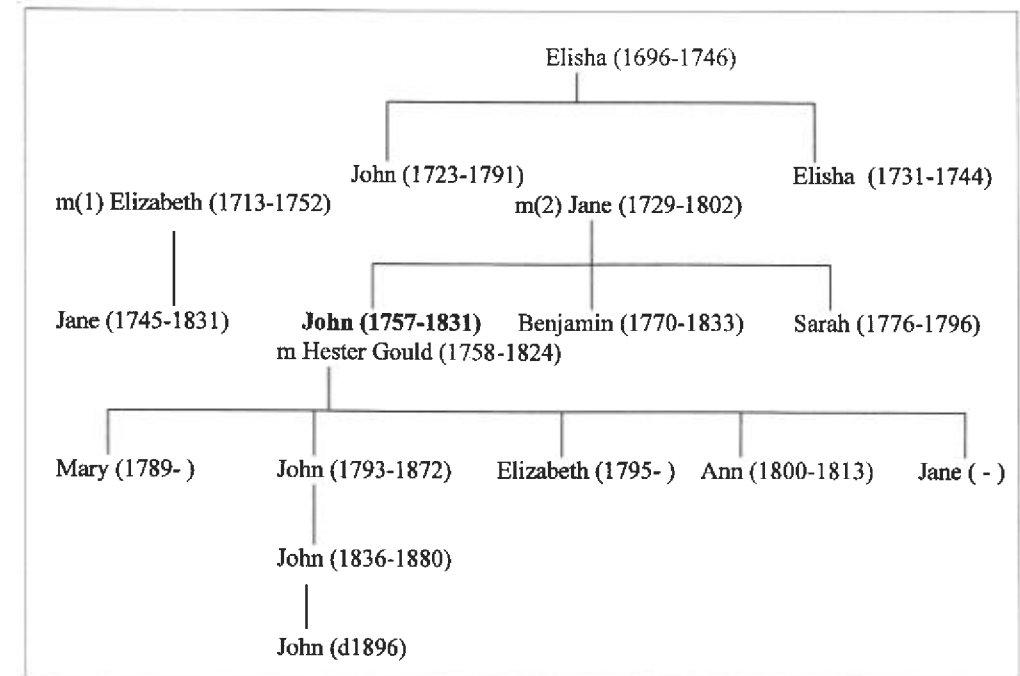 Elisha (1696-1746)
John (1723-1791)
Elisha (1731-1744)
m(1) Elizabeth (1713-1752)
m(2) Jane (1729-1802)
Jane (1745-1831)
John (1757-1831)
Benjamin (1770-1833)
Sarah (1776-1796)
m Hester Gould (1758-1824)
Mary (1789- )
John (1793-1872)
Elizabeth (1795- )
Ann (1800-1813)
Jane ( - )
John (1836-1880)
John (d1896)